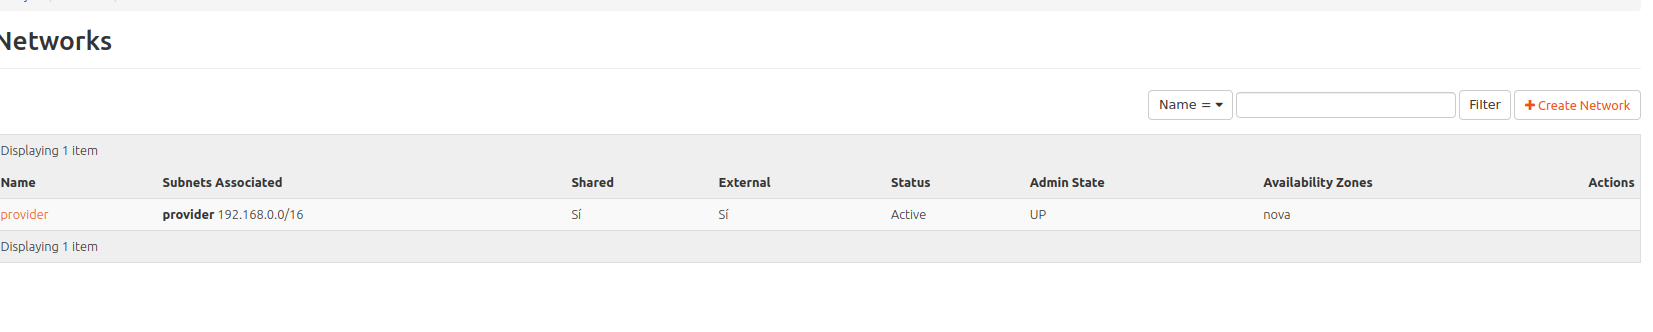 Networks
Name =
Filter
Create Network
Displaying 1 item
Name Subnets Associated Shared External Status Admin State Availability Zones Actions
provider provider 192.168.0.0/16 Sí Sí Active UP nova
Displaying 1 item